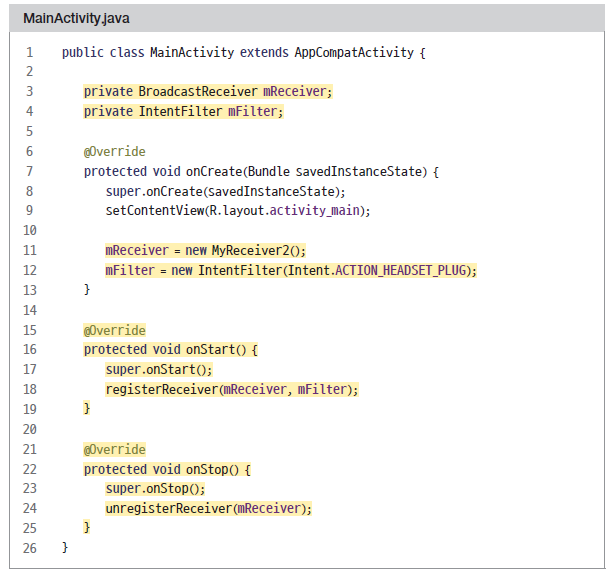 MainActivity.java
1 public class MainActivity extends AppCompatActivity {
2
3 private BroadcastReceiver mReceiver;
4 private IntentFilter mFilter;
5
6 @Override
7 protected void onCreate(Bundle savedInstanceState) {
8 super.onCreate(savedInstanceState);
9 setContentView(R.layout.activity_main);
10
11 mReceiver = new MyReceiver2();
12 mFilter = new IntentFilter(Intent.ACTION_HEADSET_PLUG);
13 }
14
15 @Override
16 protected void onStart() {
17 super.onStart();
18 registerReceiver(mReceiver, mFilter);
19 }
20
21 @Override
22 protected void onStop() {
23 super.onStop();
24 unregisterReceiver(mReceiver);
25 }
26 }